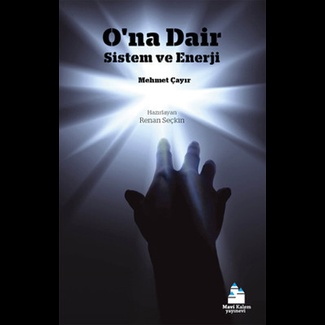 O'na Dair
Sistem ve Enerji
Mehmet Çayır
Hazırlayan
Renan Seçkin
Mavi Kalem
yayınevi